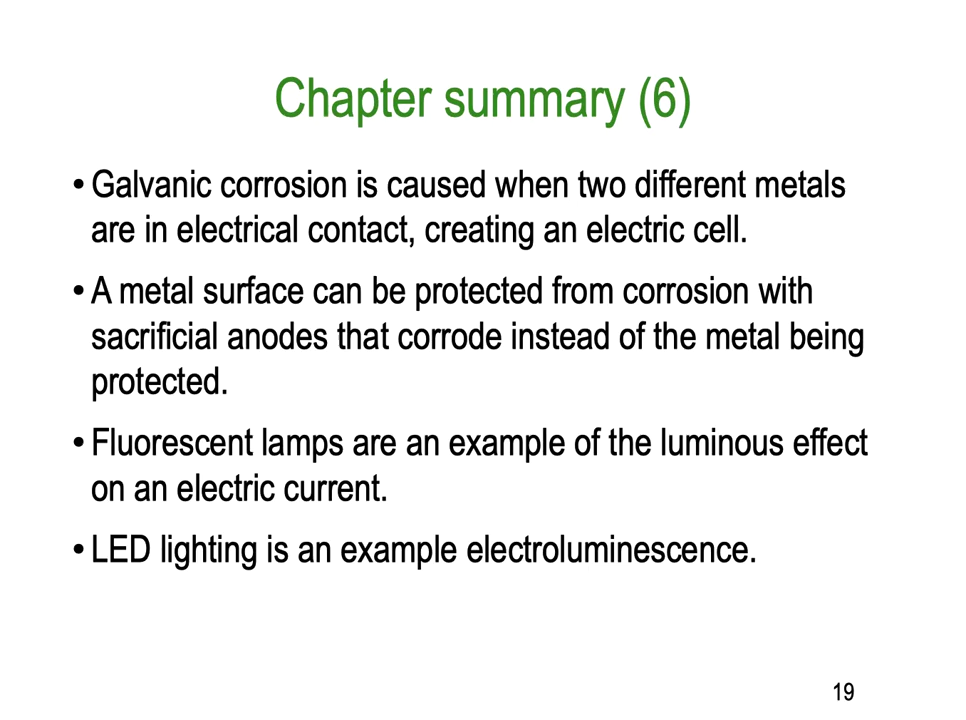 Chapter summary (6)
• Galvanic corrosion is caused when two different metals
are in electrical contact, creating an electric cell.
• A metal surface can be protected from corrosion with
sacrificial anodes that corrode instead of the metal being
protected.
• Fluorescent lamps are an example of the luminous effect
on an electric current.
• LED lighting is an example electroluminescence.
19